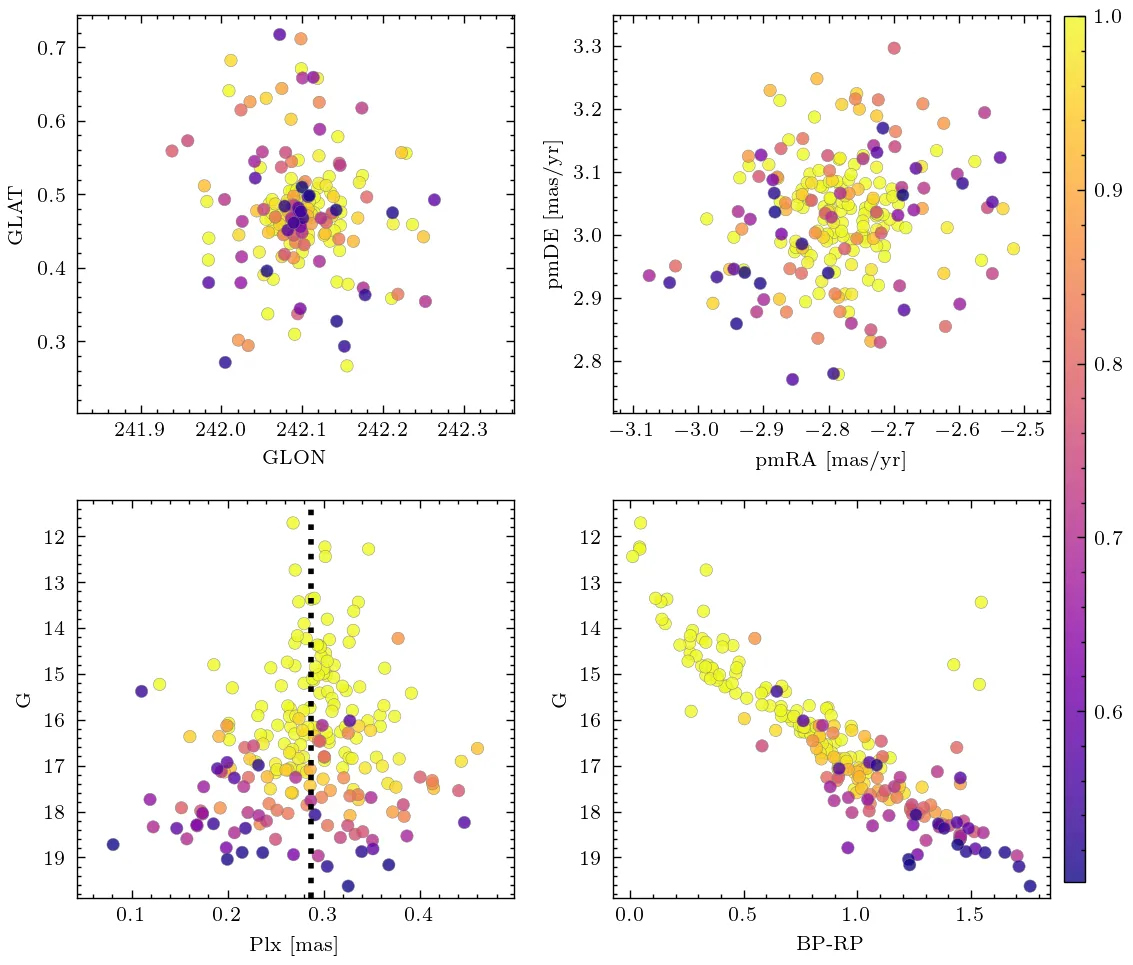 0.7
0.6
0.5
0.4
0.3
GLAT
241.9 242.0 242.1 242.2 242.3
GLON
3.3
3.2
3.1
3.0
2.9
2.8
pmDE [mas/yr]
−3.1 −3.0 −2.9 −2.8 −2.7 −2.6 −2.5
pmRA [mas/yr]
1.0
0.9
0.8
0.7
0.6
12
13
14
15
16
17
18
19
G
0.1 0.2 0.3 0.4
Plx [mas]
12
13
14
15
16
17
18
19
G
0.0 0.5 1.0 1.5
BP-RP